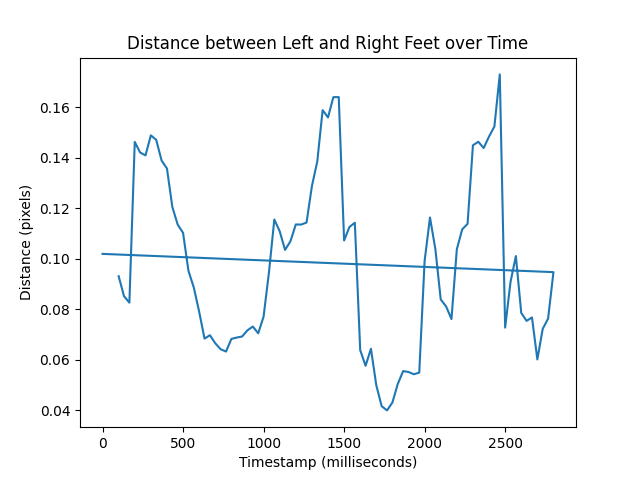 Distance between Left and Right Feet over Time
0.16
0.14
0.12
0.10
0.08
0.06
0.04
Distance (pixels)
0 500 1000 1500 2000 2500
Timestamp (milliseconds)